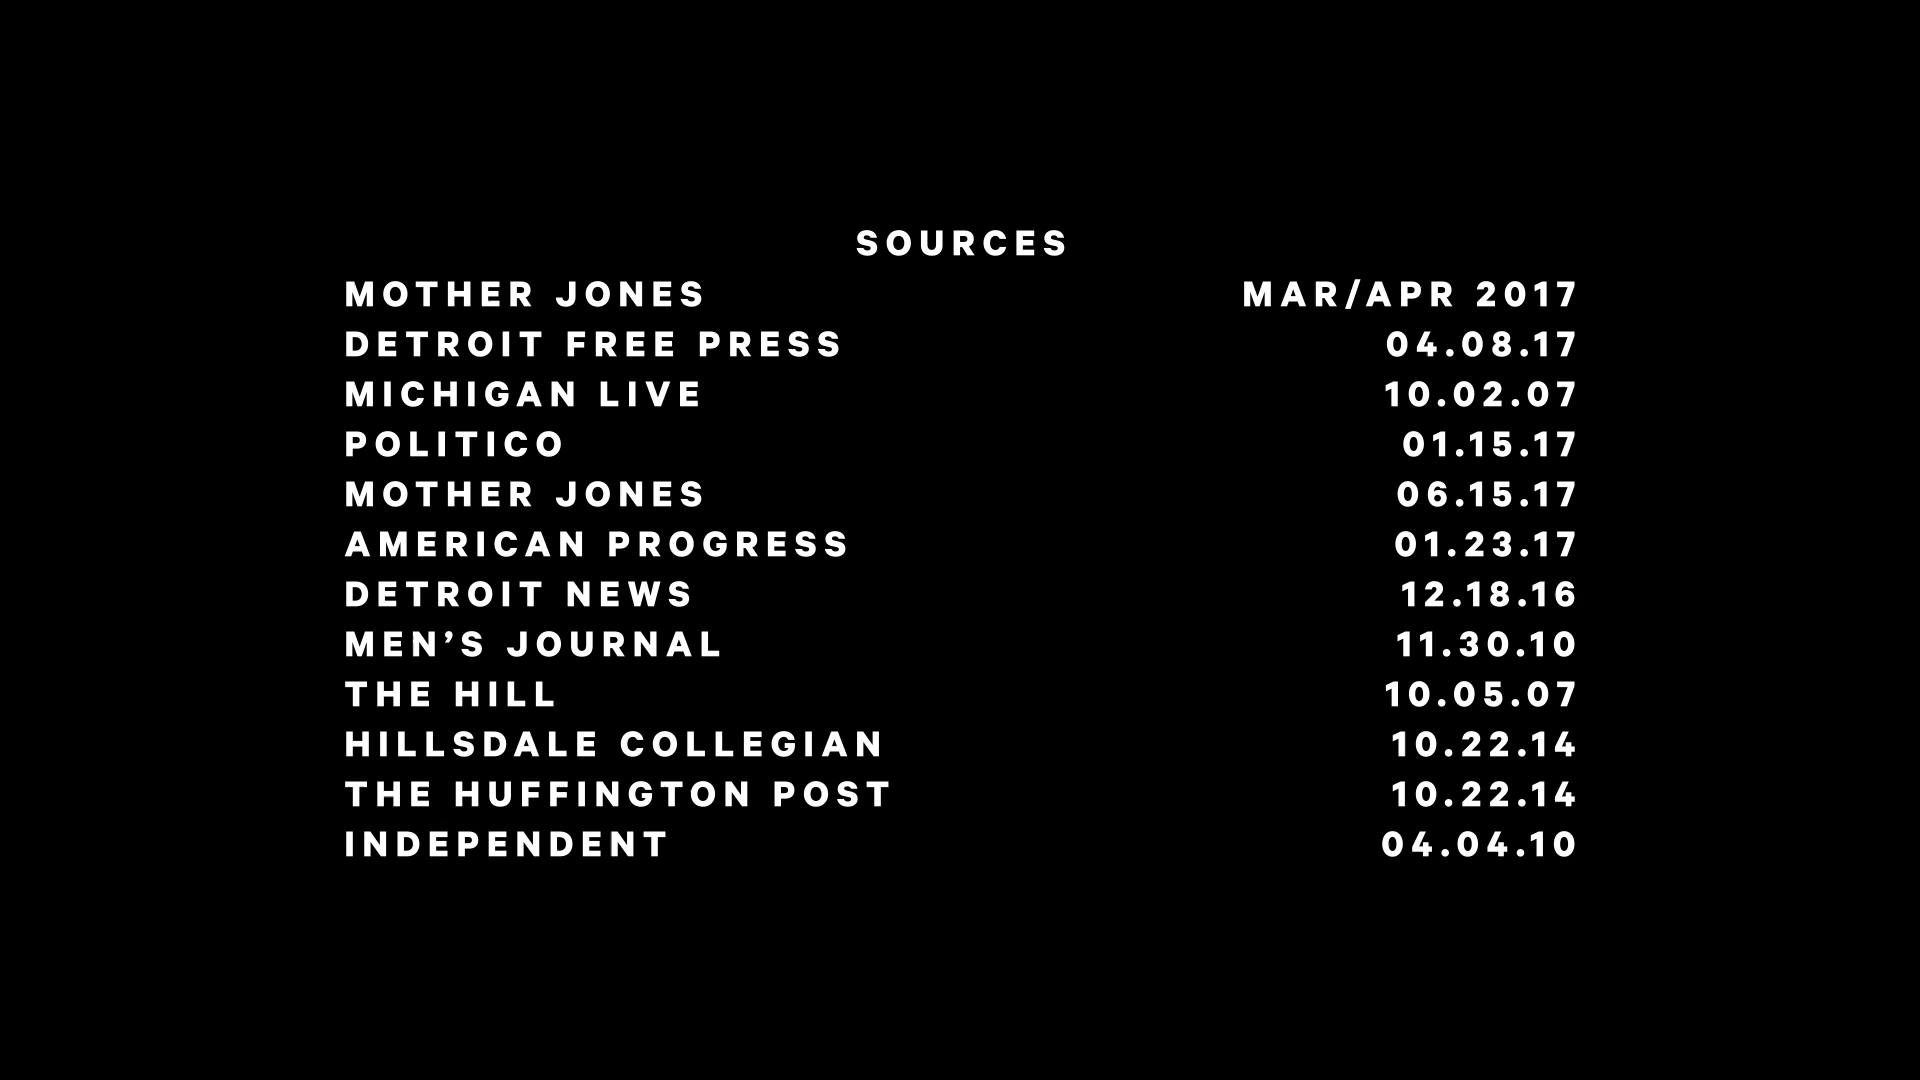 SOURCES
MOTHER JONES MAR/APR 2017
DETROIT FREE PRESS 04.08.17
MICHIGAN LIVE 10.02.07
POLITICO 01.15.17
MOTHER JONES 06.15.17
AMERICAN PROGRESS 01.23.17
DETROIT NEWS 12.18.16
MEN’S JOURNAL 11.30.10
THE HILL 10.05.07
HILLSDALE COLLEGIAN 10.22.14
THE HUFFINGTON POST 10.22.14
INDEPENDENT 04.04.10